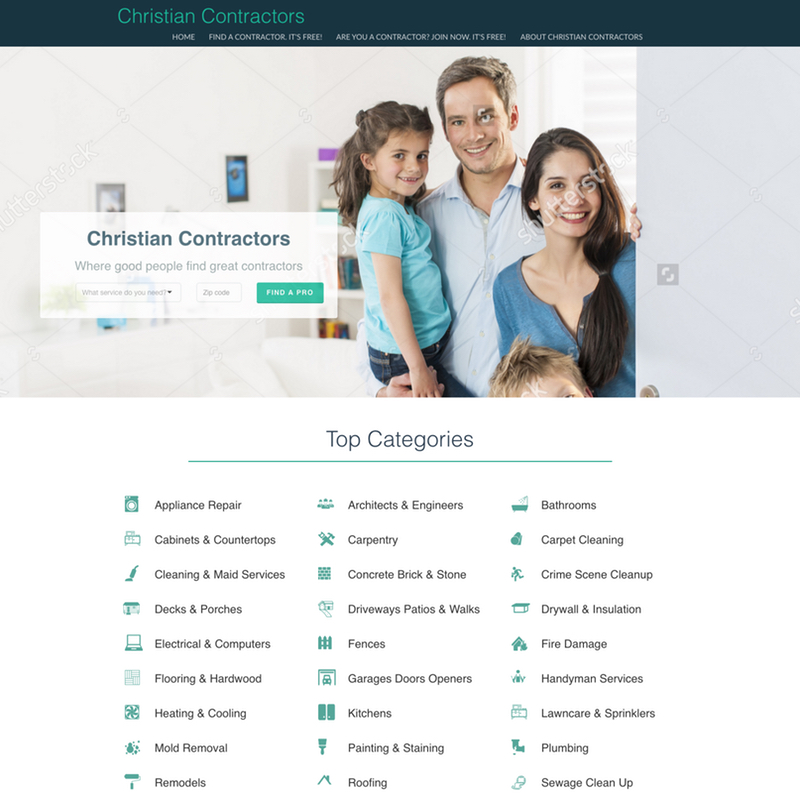 Christian Contractors
HOME FIND A CONTRACTOR. IT'S FREE! ARE YOU A CONTRACTOR? JOIN NOW. IT'S FREE! ABOUT CHRISTIAN CONTRACTORS
shutterstock
shutterstock
shutterstock
Christian Contractors
Where good people find great contractors
What service do you need? Zip code FIND A PRO
Top Categories
Appliance Repair Architects & Engineers Bathrooms
Cabinets & Countertops Carpentry Carpet Cleaning
Cleaning & Maid Services Concrete Brick & Stone Crime Scene Cleanup
Decks & Porches Driveways Patios & Walks Drywall & Insulation
Electrical & Computers Fences Fire Damage
Flooring & Hardwood Garages Doors Openers Handyman Services
Heating & Cooling Kitchens Lawncare & Sprinklers
Mold Removal Painting & Staining Plumbing
Remodels Roofing Sewage Clean Up